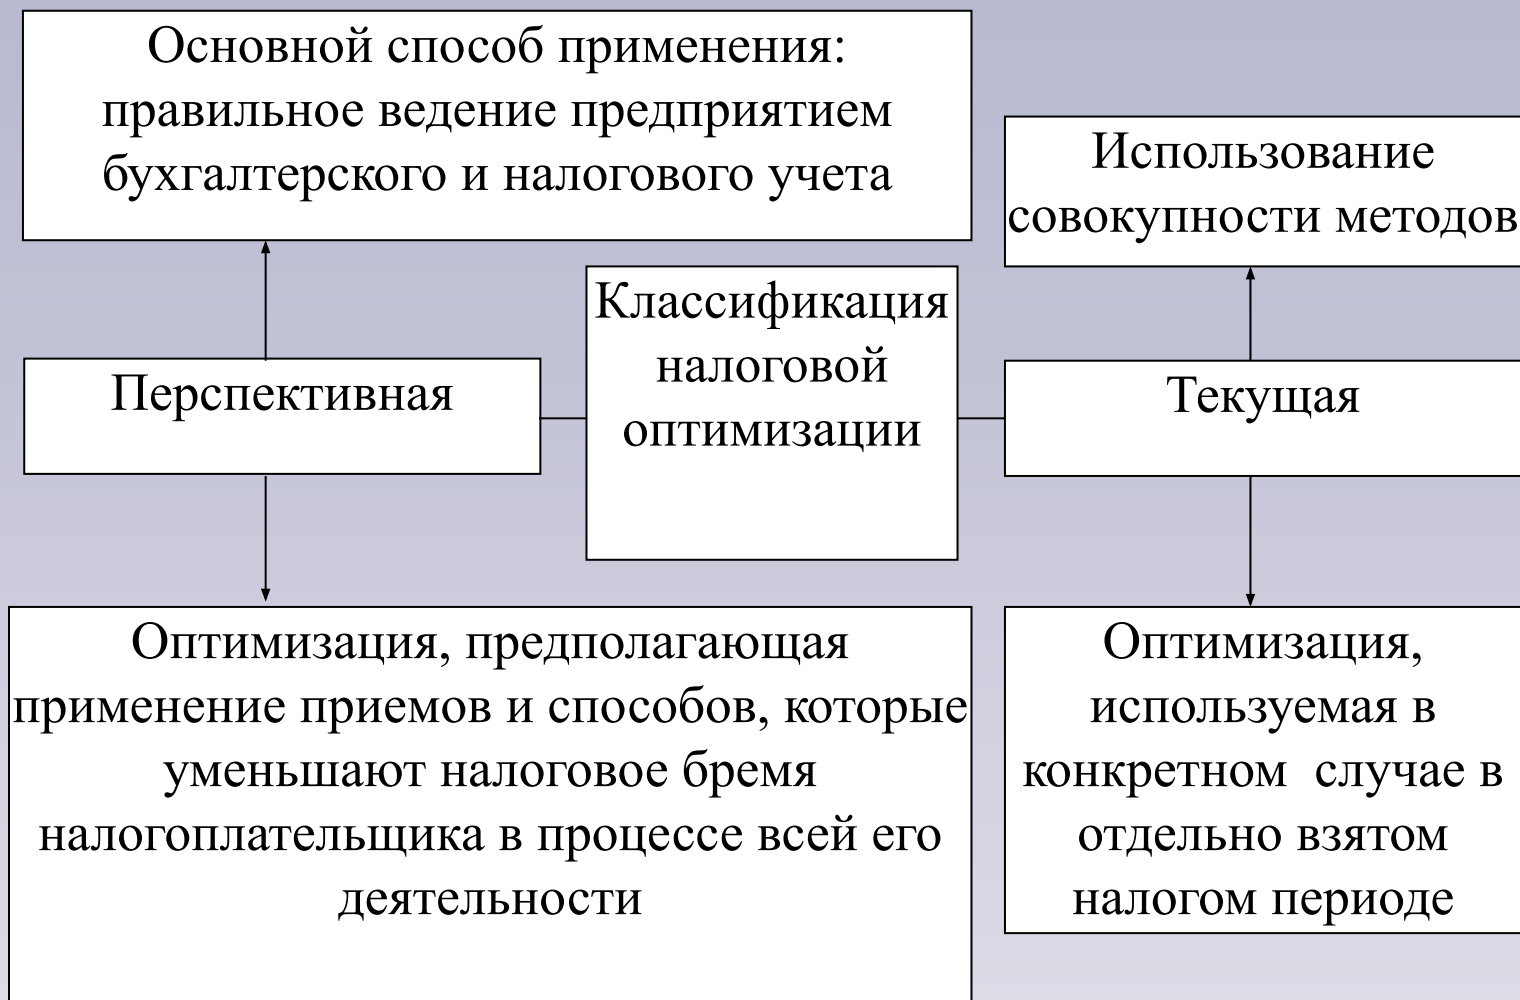 Основной способ применения:
правильное ведение предприятием
бухгалтерского и налогового учета
Использование
совокупности методов
Классификация
налоговой
оптимизации
Перспективная
Текущая
Оптимизация, предполагающая
применение приемов и способов, которые
уменьшают налоговое бремя
налогоплательщика в процессе всей его
деятельности
Оптимизация,
используемая в
конкретном  случае в
отдельно взятом
налогом периоде